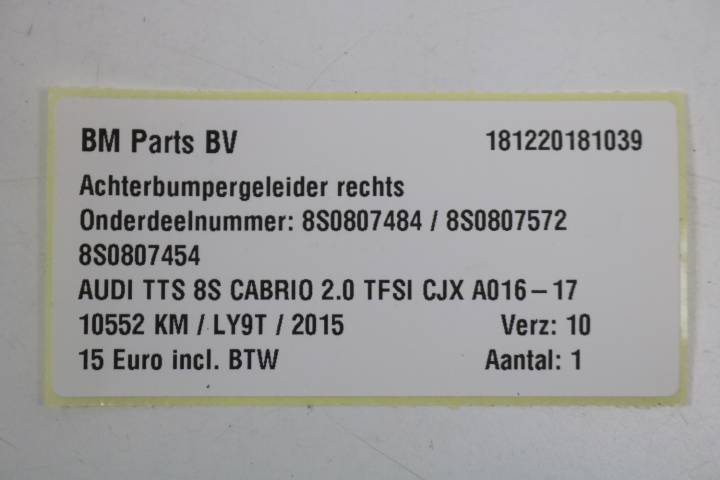 BM Parts BV 181220181039
Achterbumpergeleider rechts
Onderdeelnummer: 8S0807484 / 8S0807572
8S0807454
AUDI TTS 8S CABRIO 2.0 TFSI CJX A016-17
10552 KM / LY9T / 2015 Verz: 10
15 Euro incl. BTW Aantal: 1